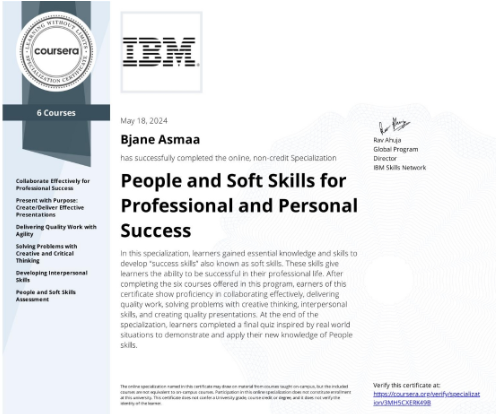 LEARNING WITHOUT LIMITS
coursera
SPECIALIZATION CERTIFICATE
6 Courses
Collaborate Effectively for
Professional Success
Present with Purpose:
Create/Deliver Effective
Presentations
Delivering Quality Work with
Agility
Solving Problems with
Creative and Critical
Thinking
Developing Interpersonal
Skills
People and Soft Skills
Assessment
IBM
May 18, 2024
Bjane Asmaa
has successfully completed the online, non-credit Specialization
People and Soft Skills for
Professional and Personal
Success
In this specialization, learners gained essential knowledge and skills to
develop "success skills" also known as soft skills. These skills give
learners the ability to be successful in their professional life. After
completing the six courses offered in this program, earners of this
certificate show proficiency in collaborating effectively, delivering
quality work, solving problems with creative thinking, interpersonal
skills, and creating quality presentations. At the end of the
specialization, learners completed a final quiz inspired by real world
situations to demonstrate and apply their new knowledge of People
skills.
Rav Ahuja
Global Program
Director
IBM Skills Network
The online specialization named in this certificate may draw on material from courses taught on-campus, but the included
courses are not equivalent to on-campus courses. Participation in this online specialization does not constitute enrollment
at this university. This certificate does not confer a University grade, course credit or degree, and it does not verify the
identity of the learner.
Verify this certificate at:
https://coursera.org/verify/specializat